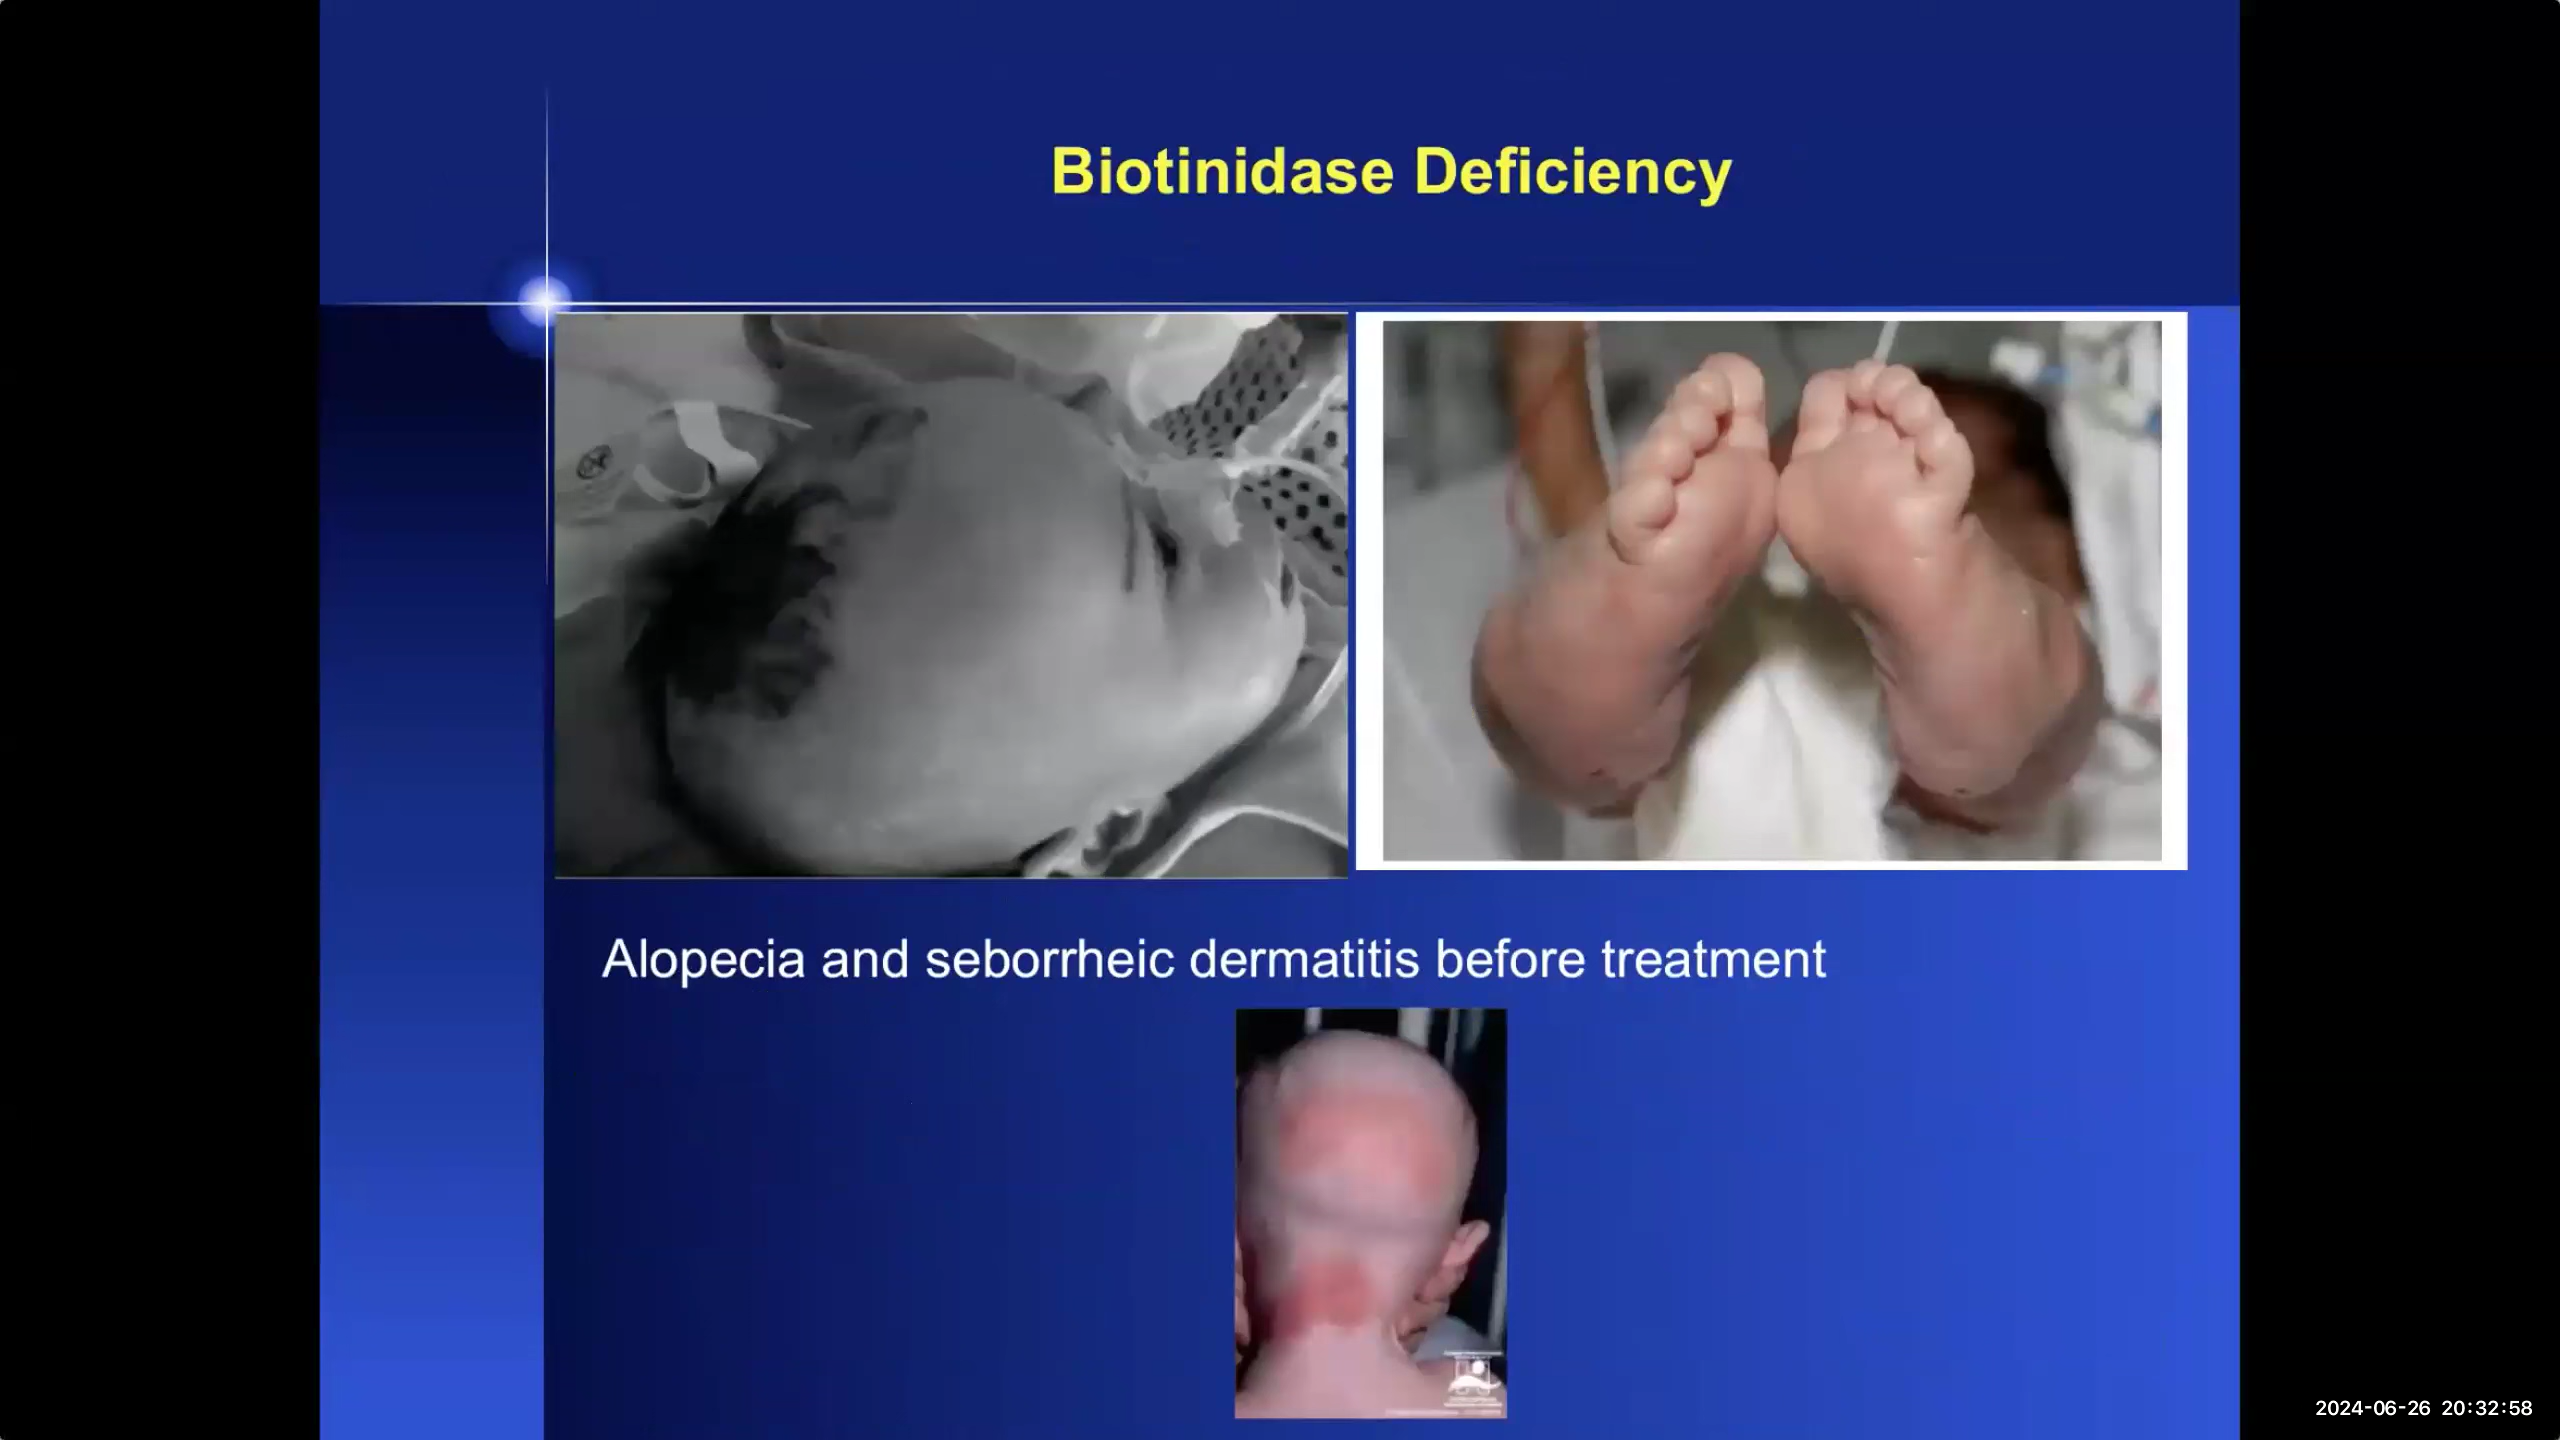 Biotinidase Deficiency
Alopecia and seborrheic dermatitis before treatment
2024-06-26 20:32:58